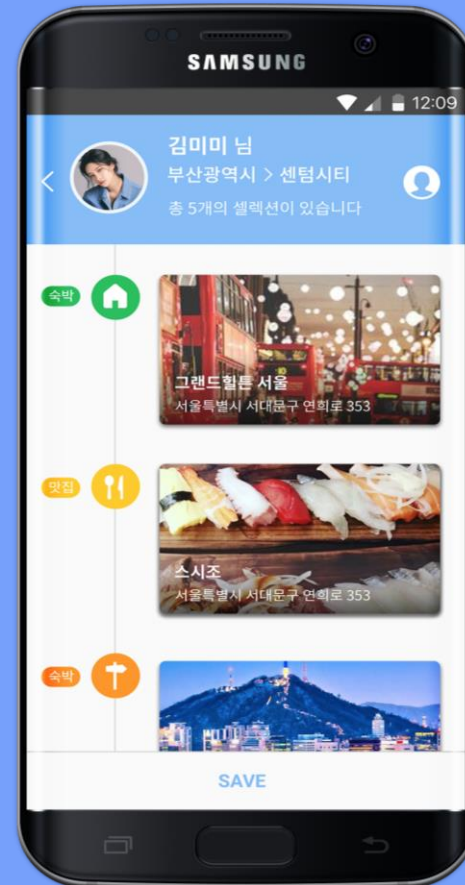 SAMSUNG
12:09
김미미 님
부산광역시 > 센텀시티
총 5개의 셀렉션이 있습니다
숙박
그랜드힐튼 서울
서울특별시 서대문구 연희로 353
맛집
스시조
서울특별시 서대문구 연희로 353
숙박
SAVE